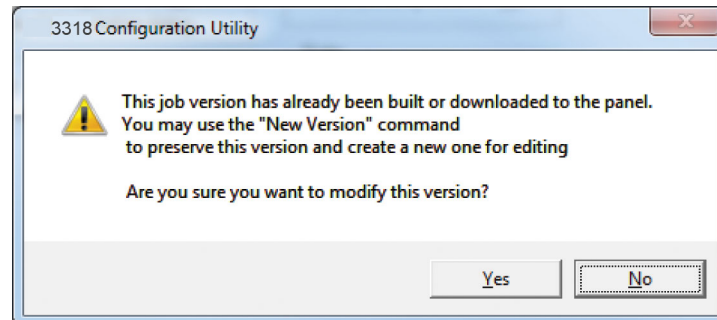 3318 Configuration Utility
This job version has already been built or downloaded to the panel.
You may use the "New Version" command
to preserve this version and create a new one for editing
Are you sure you want to modify this version?
Yes
No